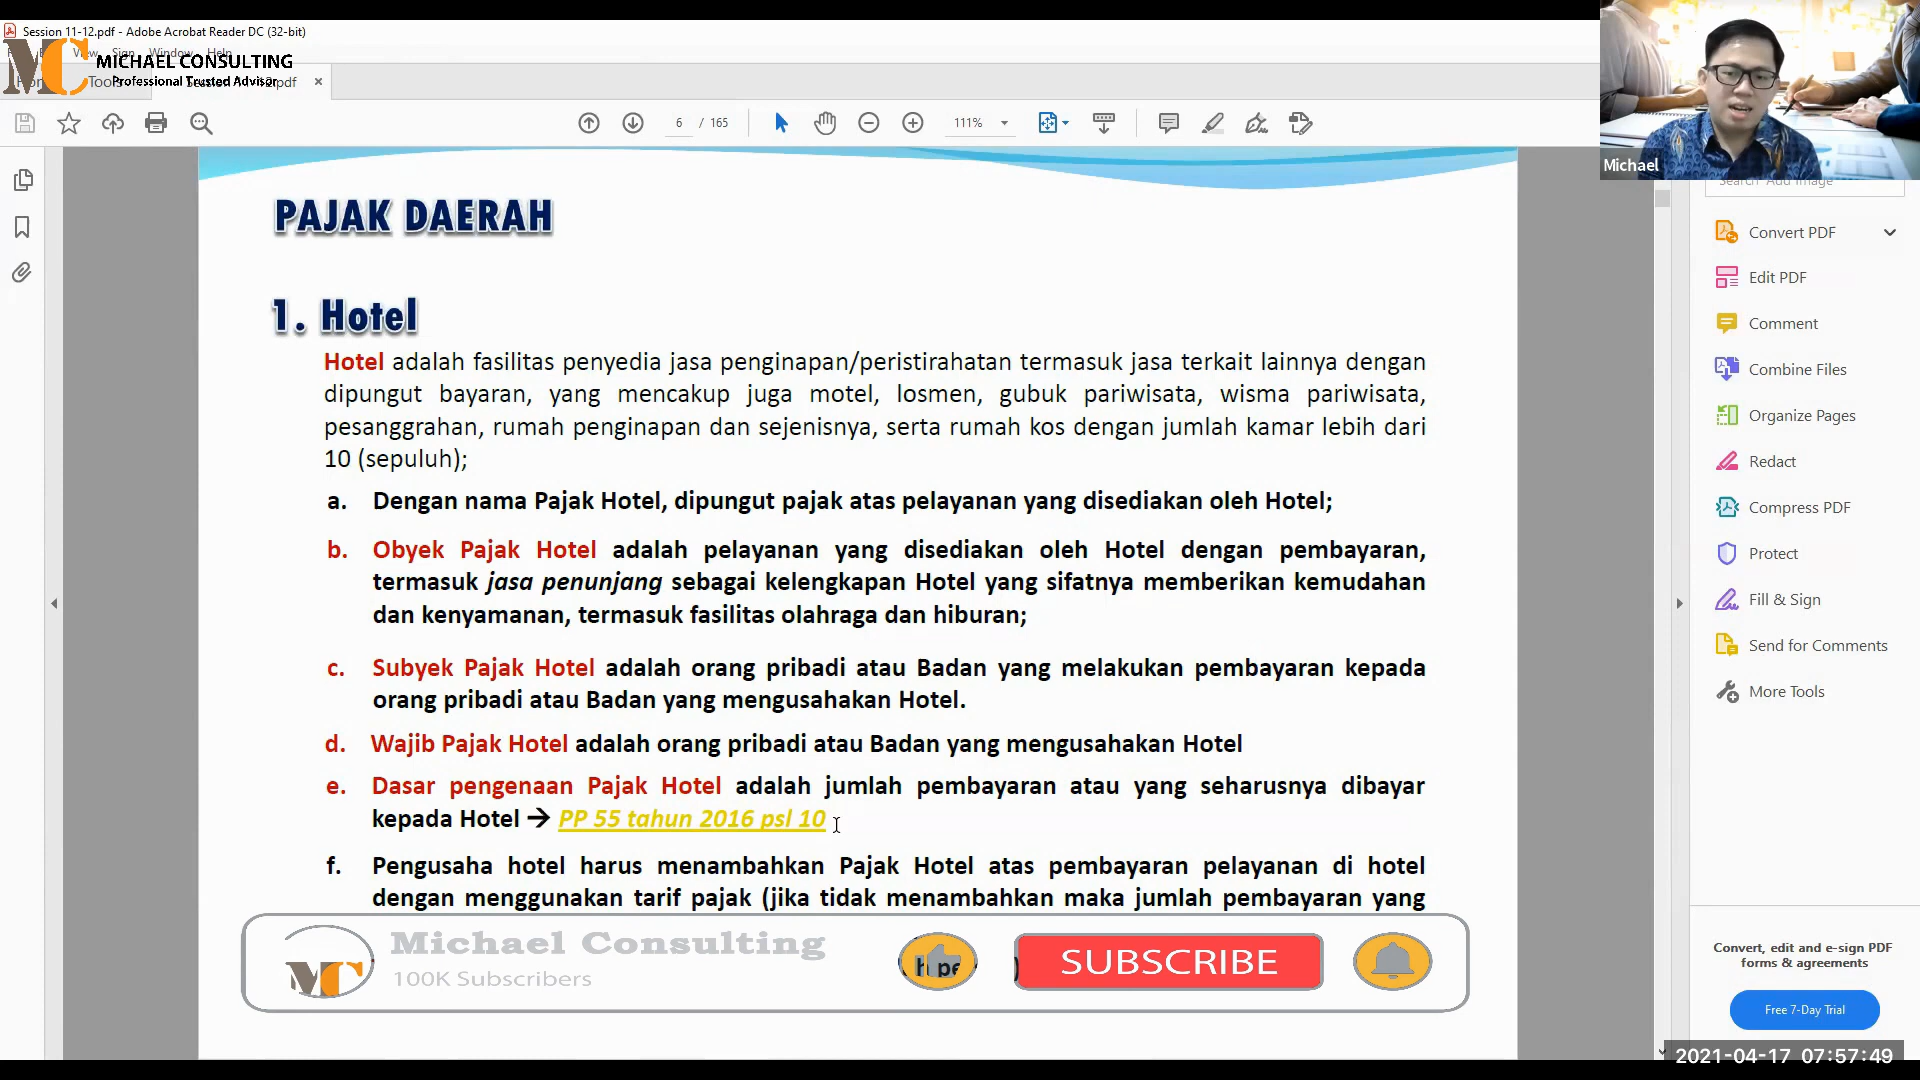 Session 11-12.pdf - Adobe Acrobat Reader DC (32-bit)
View Sign Window Help
MICHAEL CONSULTING
Professional Trusted Advisor
Tools
6 / 165
111%
Michael
Search 'Add Image'
PAJAK DAERAH
1. Hotel
Hotel adalah fasilitas penyedia jasa penginapan/peristirahatan termasuk jasa terkait lainnya dengan
dipungut bayaran, yang mencakup juga motel, losmen, gubuk pariwisata, wisma pariwisata,
pesanggrahan, rumah penginapan dan sejenisnya, serta rumah kos dengan jumlah kamar lebih dari
10 (sepuluh);
a. Dengan nama Pajak Hotel, dipungut pajak atas pelayanan yang disediakan oleh Hotel;
b. Obyek Pajak Hotel adalah pelayanan yang disediakan oleh Hotel dengan pembayaran,
termasuk jasa penunjang sebagai kelengkapan Hotel yang sifatnya memberikan kemudahan
dan kenyamanan, termasuk fasilitas olahraga dan hiburan;
c. Subyek Pajak Hotel adalah orang pribadi atau Badan yang melakukan pembayaran kepada
orang pribadi atau Badan yang mengusahakan Hotel.
d. Wajib Pajak Hotel adalah orang pribadi atau Badan yang mengusahakan Hotel
e. Dasar pengenaan Pajak Hotel adalah jumlah pembayaran atau yang seharusnya dibayar
kepada Hotel → PP 55 tahun 2016 psl 10
f. Pengusaha hotel harus menambahkan Pajak Hotel atas pembayaran pelayanan di hotel
dengan menggunakan tarif pajak (jika tidak menambahkan maka jumlah pembayaran yang
Michael Consulting
100K Subscribers
MC
SUBSCRIBE
Convert PDF
Edit PDF
Comment
Combine Files
Organize Pages
Redact
Compress PDF
Protect
Fill & Sign
Send for Comments
More Tools
Convert, edit and e-sign PDF
forms & agreements
Free 7-Day Trial
2021-04-17 07:57:49